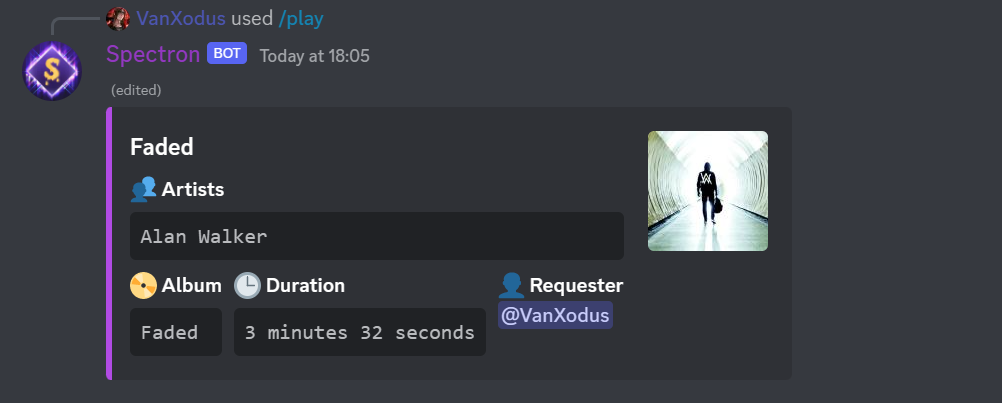 VanXodus used /play
Spectron BOT Today at 18:05
(edited)
Faded
Artists
Alan Walker
Album Duration Requester
@VanXodus
Faded 3 minutes 32 seconds